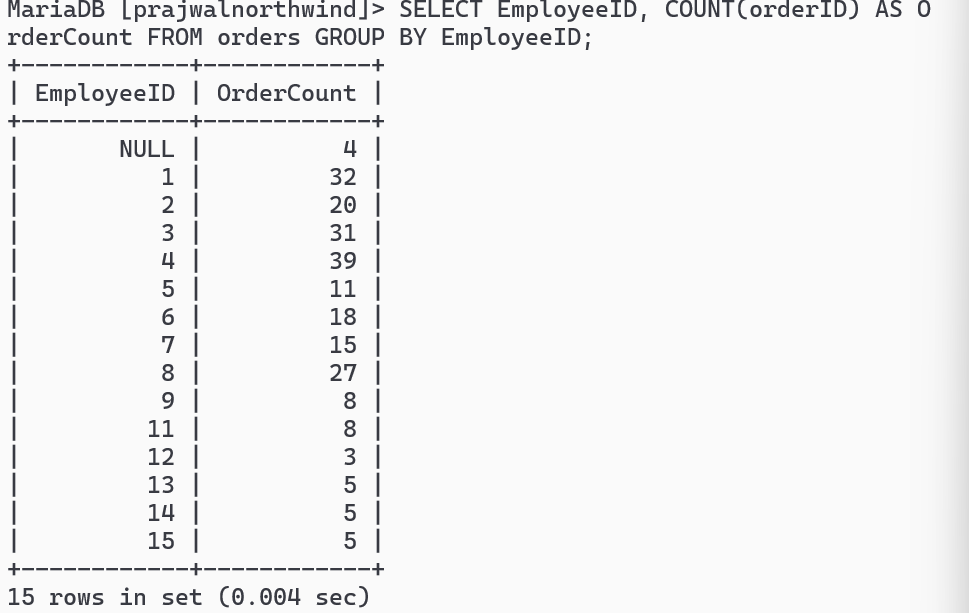 MariaDB [prajwalnorthwind]> SELECT EmployeeID, COUNT(orderID) AS O
rderCount FROM orders GROUP BY EmployeeID;
+------------+------------+
| EmployeeID | OrderCount |
+------------+------------+
|       NULL |          4 |
|          1 |         32 |
|          2 |         20 |
|          3 |         31 |
|          4 |         39 |
|          5 |         11 |
|          6 |         18 |
|          7 |         15 |
|          8 |         27 |
|          9 |          8 |
|         11 |          8 |
|         12 |          3 |
|         13 |          5 |
|         14 |          5 |
|         15 |          5 |
+------------+------------+
15 rows in set (0.004 sec)